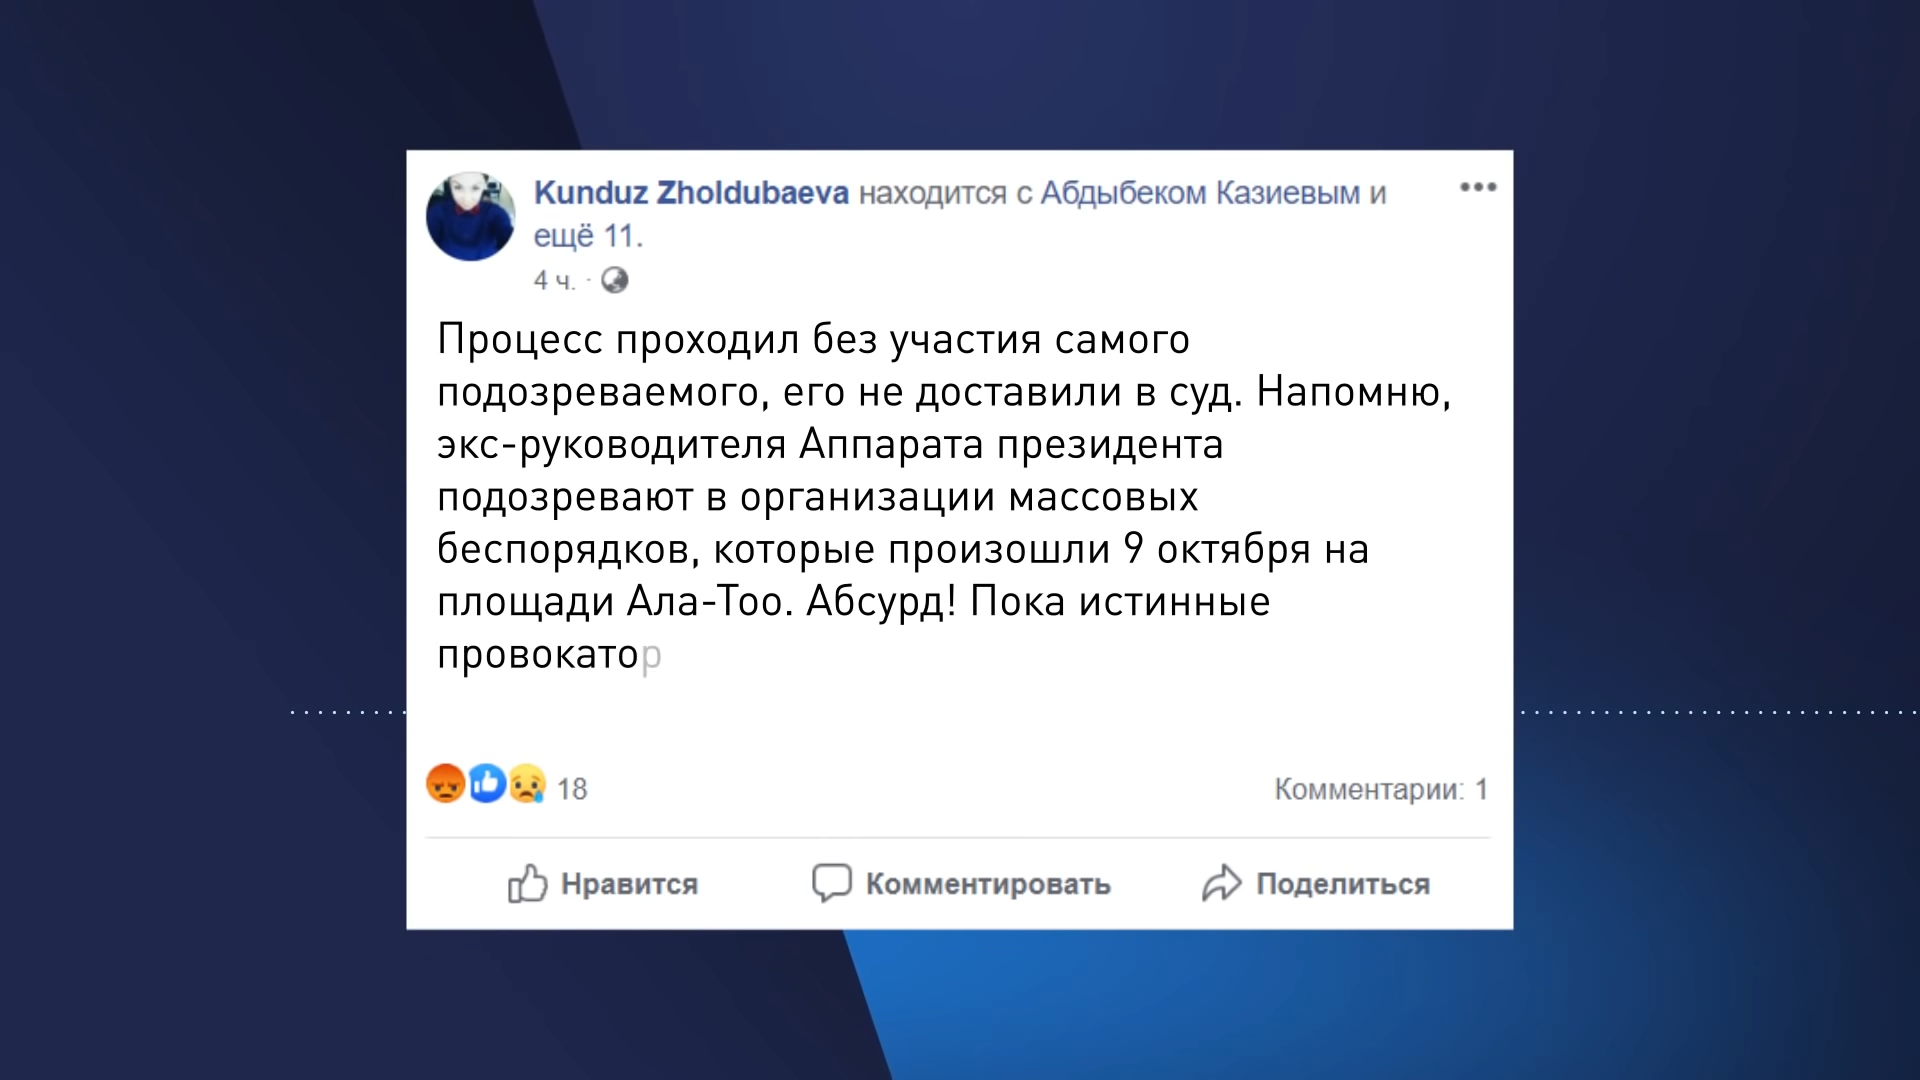 Kunduz Zholdubaeva находится с Абдыбеком Казиевым и
ещё 11.
4 ч. ·
Процесс проходил без участия самого
подозреваемого, его не доставили в суд. Напомню,
экс-руководителя Аппарата президента
подозревают в организации массовых
беспорядков, которые произошли 9 октября на
площади Ала-Тоо. Абсурд! Пока истинные
провокатор
18
Комментарии: 1
Нравится
Комментировать
Поделиться